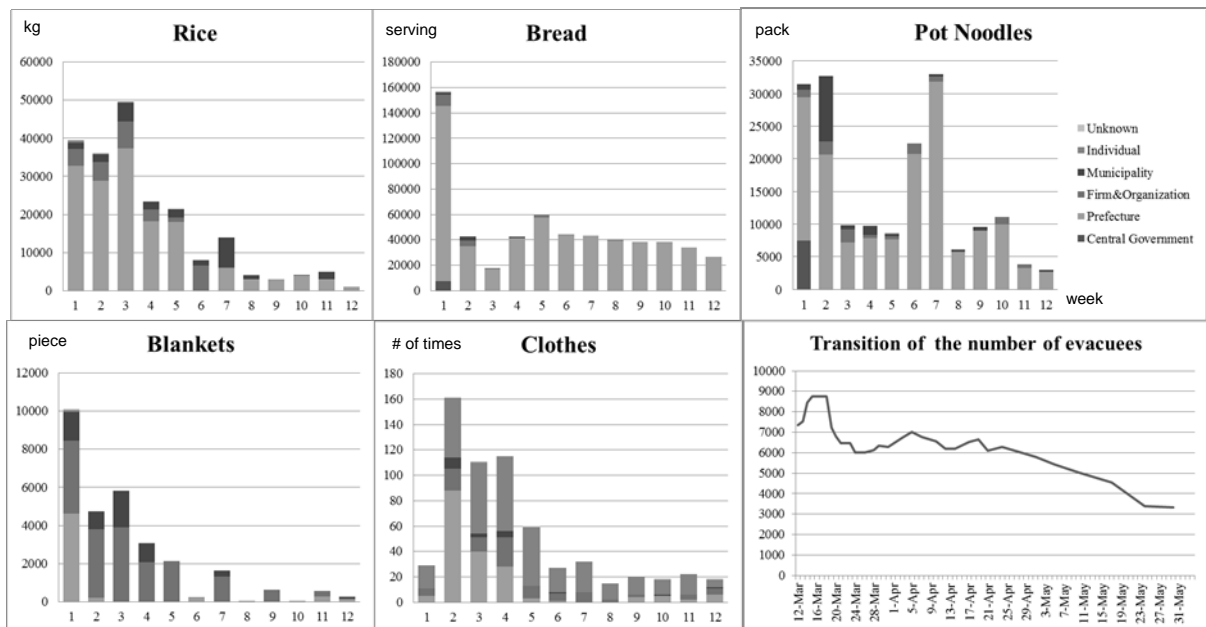 kg
Rice
60000
50000
40000
30000
20000
10000
0
1 2 3 4 5 6 7 8 9 10 11 12
serving
Bread
180000
160000
140000
120000
100000
80000
60000
40000
20000
0
1 2 3 4 5 6 7 8 9 10 11 12
pack
Pot Noodles
35000
30000
25000
20000
15000
10000
5000
0
1 2 3 4 5 6 7 8 9 10 11 12
week
Unknown
Individual
Municipality
Firm&Organization
Prefecture
Central Government
piece
Blankets
12000
10000
8000
6000
4000
2000
0
1 2 3 4 5 6 7 8 9 10 11 12
# of times
Clothes
180
160
140
120
100
80
60
40
20
0
1 2 3 4 5 6 7 8 9 10 11 12
Transition of the number of evacuees
10000
9000
8000
7000
6000
5000
4000
3000
2000
1000
0
12-Mar
16-Mar
20-Mar
24-Mar
28-Mar
1-Apr
5-Apr
9-Apr
13-Apr
17-Apr
21-Apr
25-Apr
29-Apr
3-May
7-May
11-May
15-May
19-May
23-May
27-May
31-May